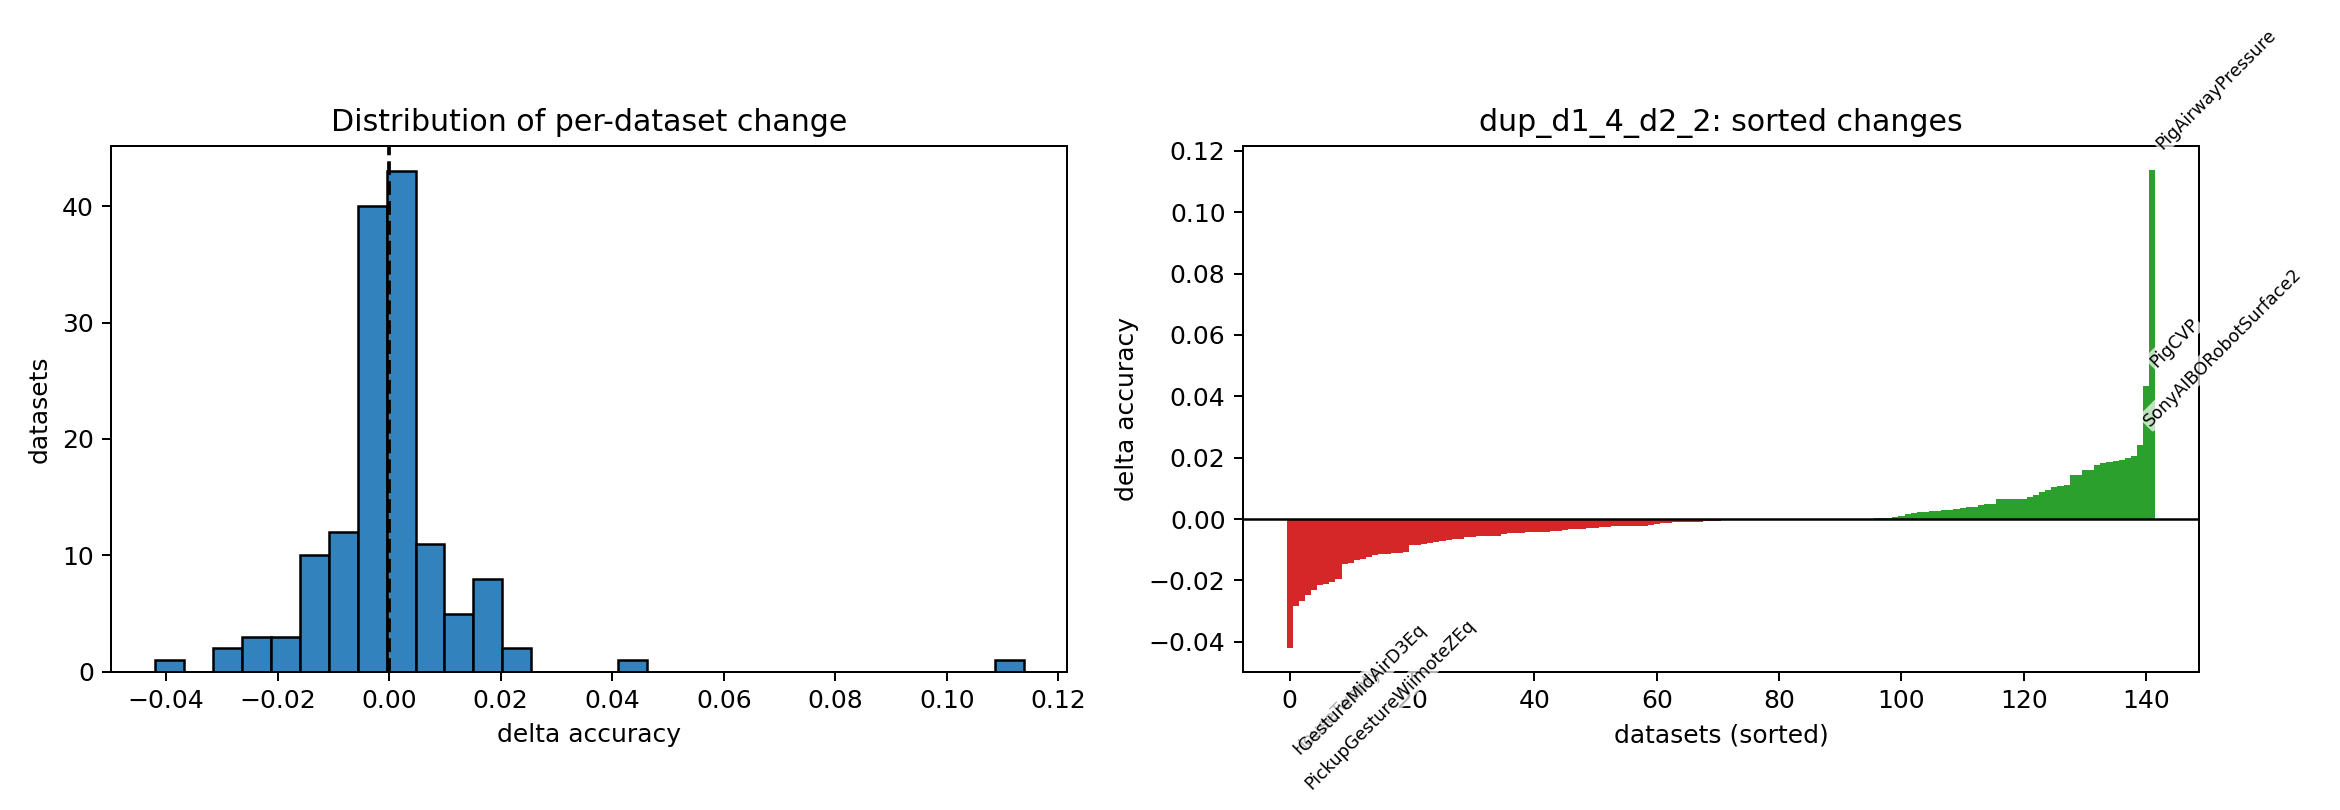 Distribution of per-dataset change
datasets
40
30
20
10
0
−0.04
−0.02
0.00
0.02
0.04
0.06
0.08
0.10
0.12
delta accuracy
dup_d1_4_d2_2: sorted changes
delta accuracy
0.12
0.10
0.08
0.06
0.04
0.02
0.00
−0.02
−0.04
PigAirwayPressure
PigCVP
SonyAIBORobotSurface2
GestureMidAirD3Eq
PickupGestureWiimoteZEq
0
20
40
60
80
100
120
140
datasets (sorted)